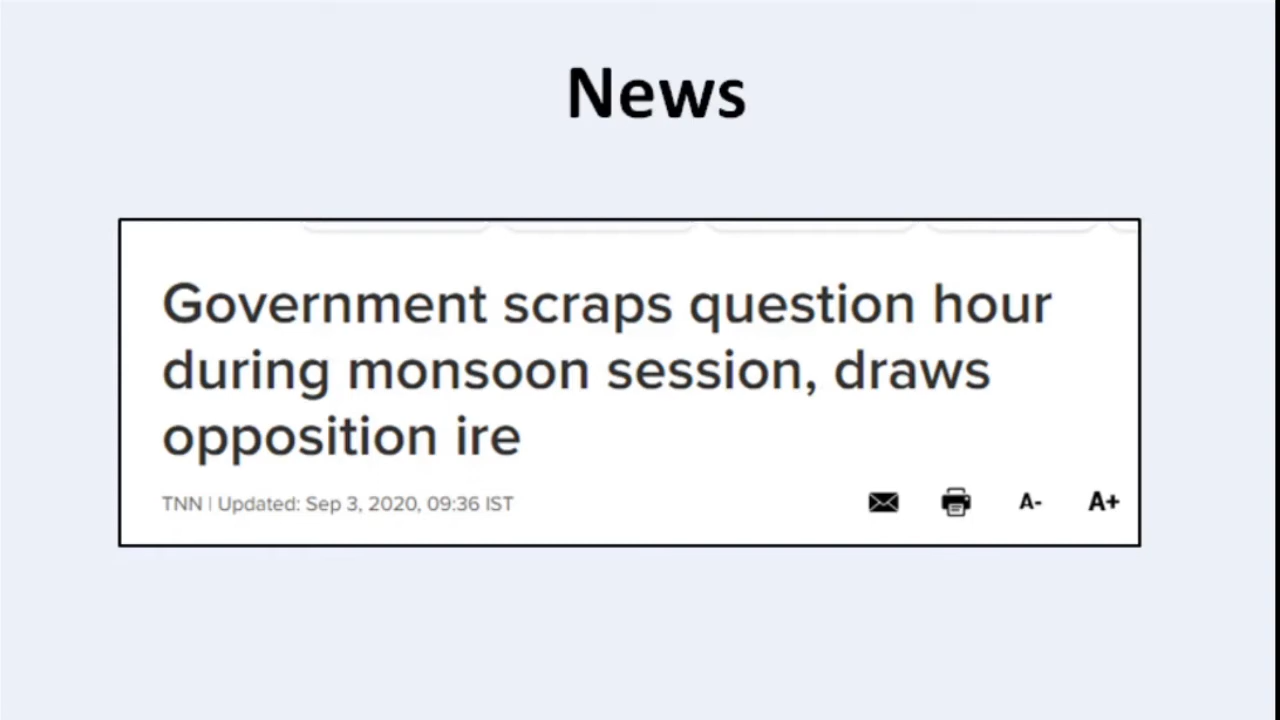 News
Government scraps question hour
during monsoon session, draws
opposition ire
TNN | Updated: Sep 3, 2020, 09:36 IST
A- A+